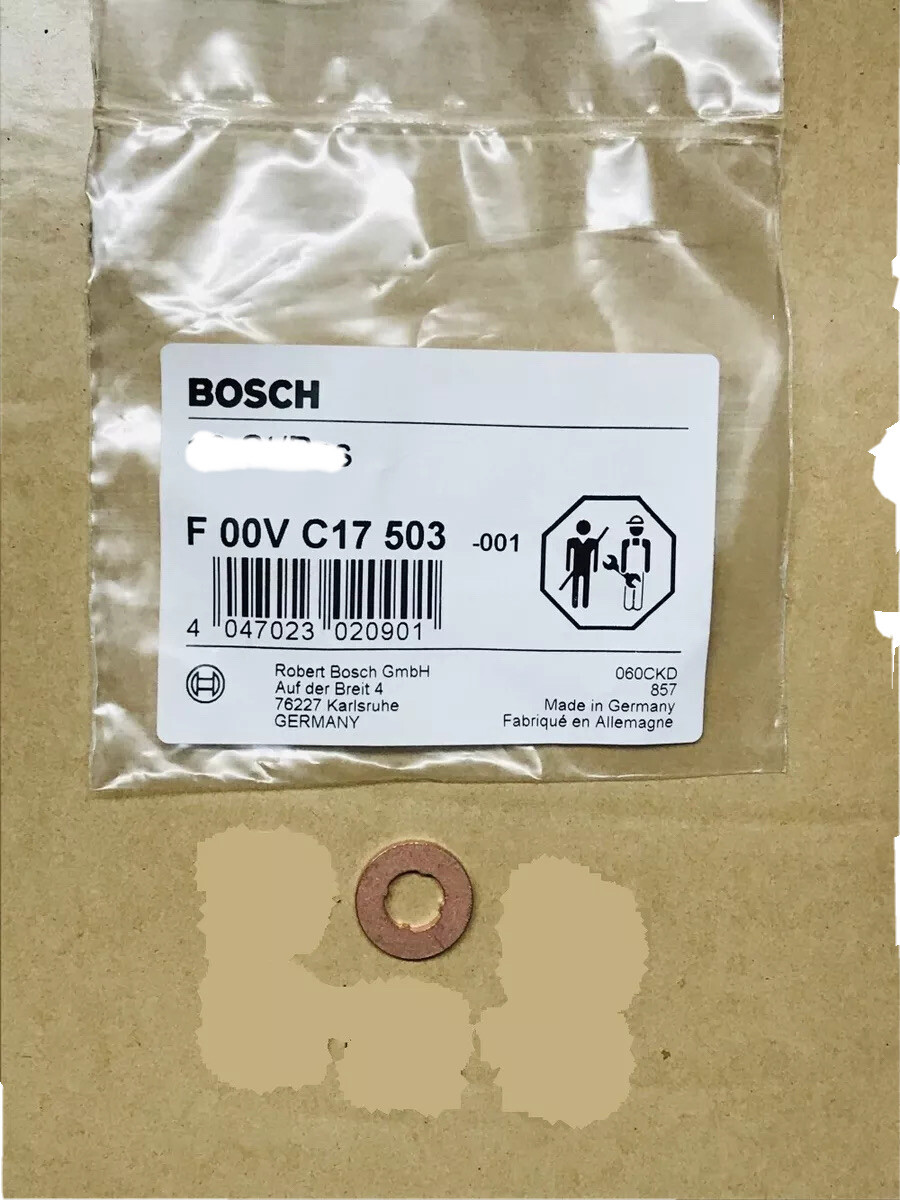 BOSCH
F 00V C17 503 -001
4 047023 020901
Robert Bosch GmbH
Auf der Breit 4
76227 Karlsruhe
GERMANY
060CKD
857
Made in Germany
Fabriqué en Allemagne